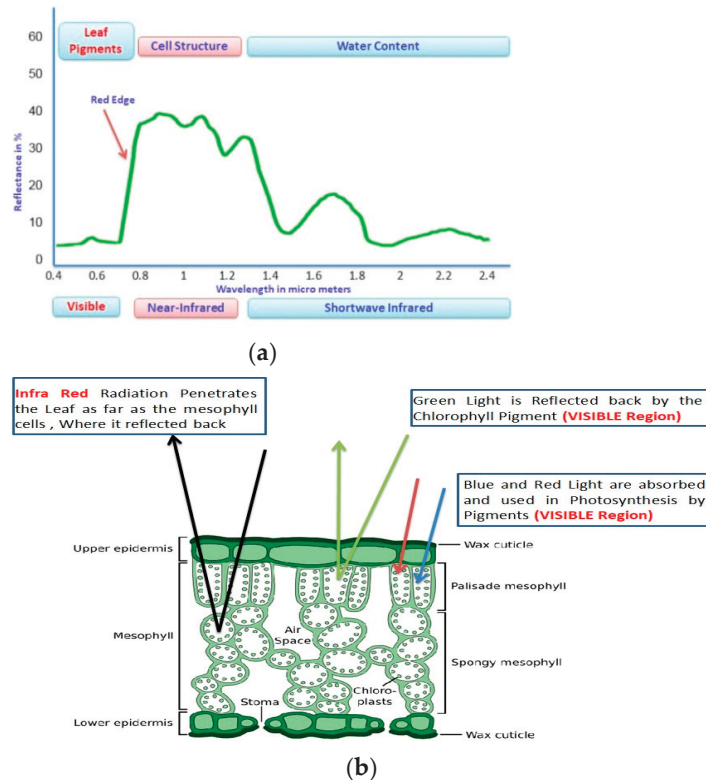 Leaf
Pigments
Cell Structure
Water Content
60
50
40
30
20
10
0
Reflectance in %
Red Edge
0.4 0.6 0.8 1 1.2 1.4 1.6 1.8 2 2.2 2.4
Wavelength in micro meters
Visible
Near-Infrared
Shortwave Infrared
(a)
Infra Red Radiation Penetrates
the Leaf as far as the mesophyll
cells , Where it reflected back
Green Light is Reflected back by the
Chlorophyll Pigment (VISIBLE Region)
Blue and Red Light are absorbed
and used in Photosynthesis by
Pigments (VISIBLE Region)
Upper epidermis
Wax cuticle
Palisade mesophyll
Mesophyll
Air
Space
Spongy mesophyll
Chloro-
plasts
Stoma
Lower epidermis
Wax cuticle
(b)